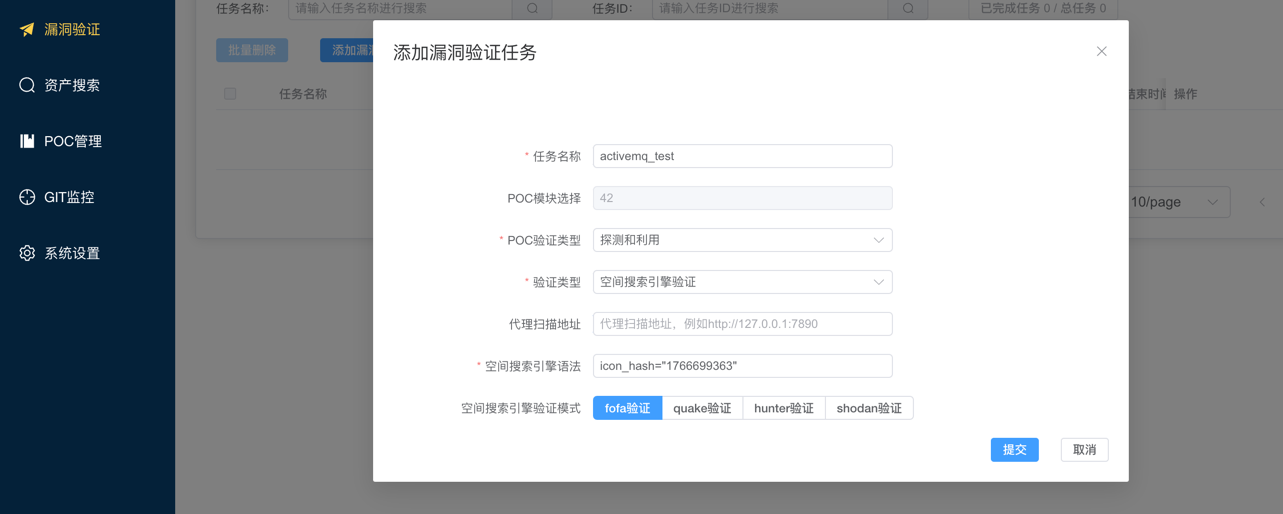 任务名称:
请输入任务名称进行搜索
任务ID:
请输入任务ID进行搜索
已完成任务 0 / 总任务 0
漏洞验证
资产搜索
POC管理
GIT监控
系统设置
批量删除
添加漏
任务名称
结束时间
操作
10/page
添加漏洞验证任务
* 任务名称
activemq_test
POC模块选择
42
* POC验证类型
探测和利用
* 验证类型
空间搜索引擎验证
代理扫描地址
代理扫描地址，例如http://127.0.0.1:7890
* 空间搜索引擎语法
icon_hash="1766699363"
空间搜索引擎验证模式
fofa验证 quake验证 hunter验证 shodan验证
提交 取消